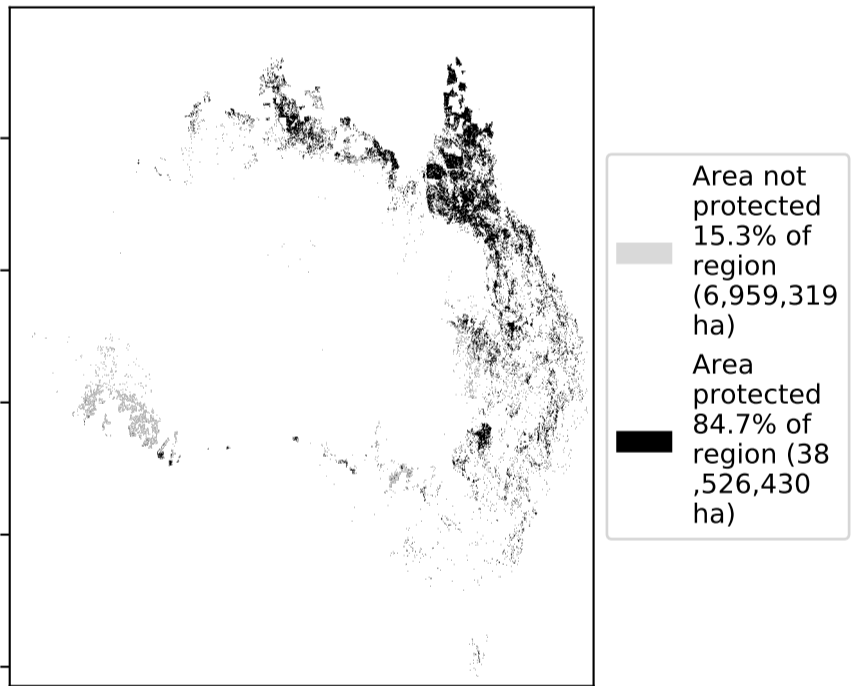 Area not
protected
15.3% of
region
(6,959,319
ha)
Area
protected
84.7% of
region (38
,526,430
ha)